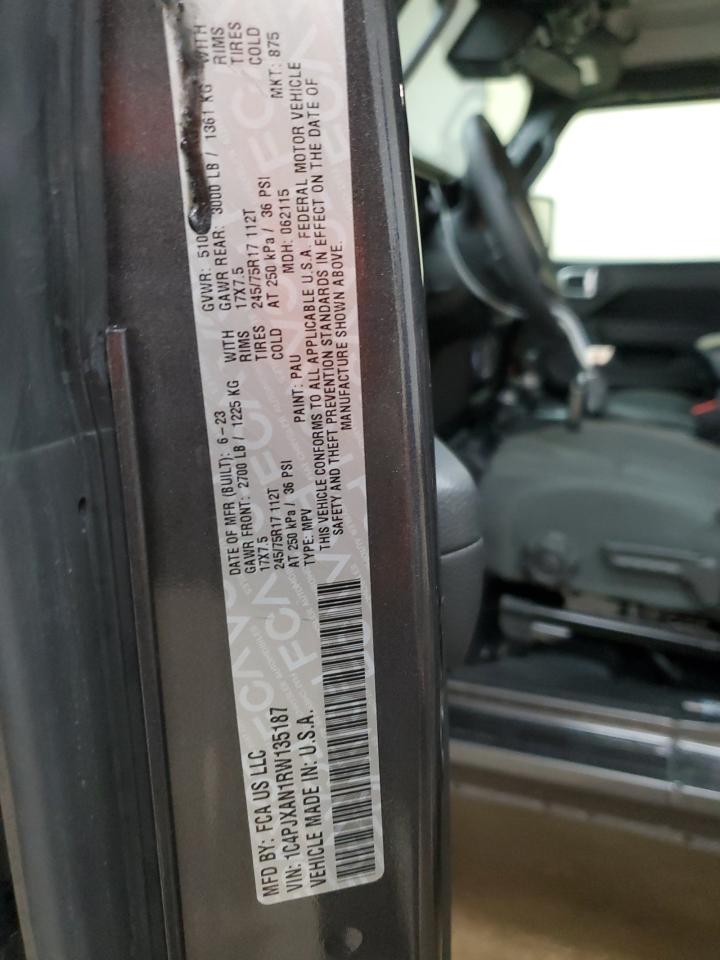 MFD BY: FCA US LLC
DATE OF MFR (BUILT): 6-23
GVWR: 510
GAWR FRONT: 2700 LB / 1225 KG WITH
GAWR REAR: 3000 LB / 1361 KG WITH
17X7.5 RIMS
17X7.5 RIMS
245/75R17 112T TIRES
245/75R17 112T TIRES
AT 250 kPa / 36 PSI COLD
AT 250 kPa / 36 PSI COLD
VIN: 1C4PJXAN1RW135187
TYPE: MPV PAINT: PAU MDH: 062115 MKT: 875
VEHICLE MADE IN: U.S.A.
THIS VEHICLE CONFORMS TO ALL APPLICABLE U.S.A. FEDERAL MOTOR VEHICLE
SAFETY AND THEFT PREVENTION STANDARDS IN EFFECT ON THE DATE OF
MANUFACTURE SHOWN ABOVE.